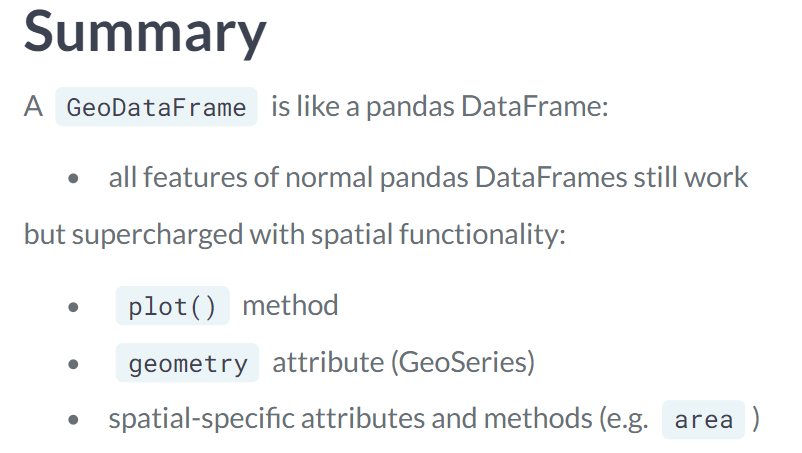 Summary
A GeoDataFrame is like a pandas DataFrame:
• all features of normal pandas DataFrames still work
but supercharged with spatial functionality:
• plot() method
• geometry attribute (GeoSeries)
• spatial-specific attributes and methods (e.g. area )